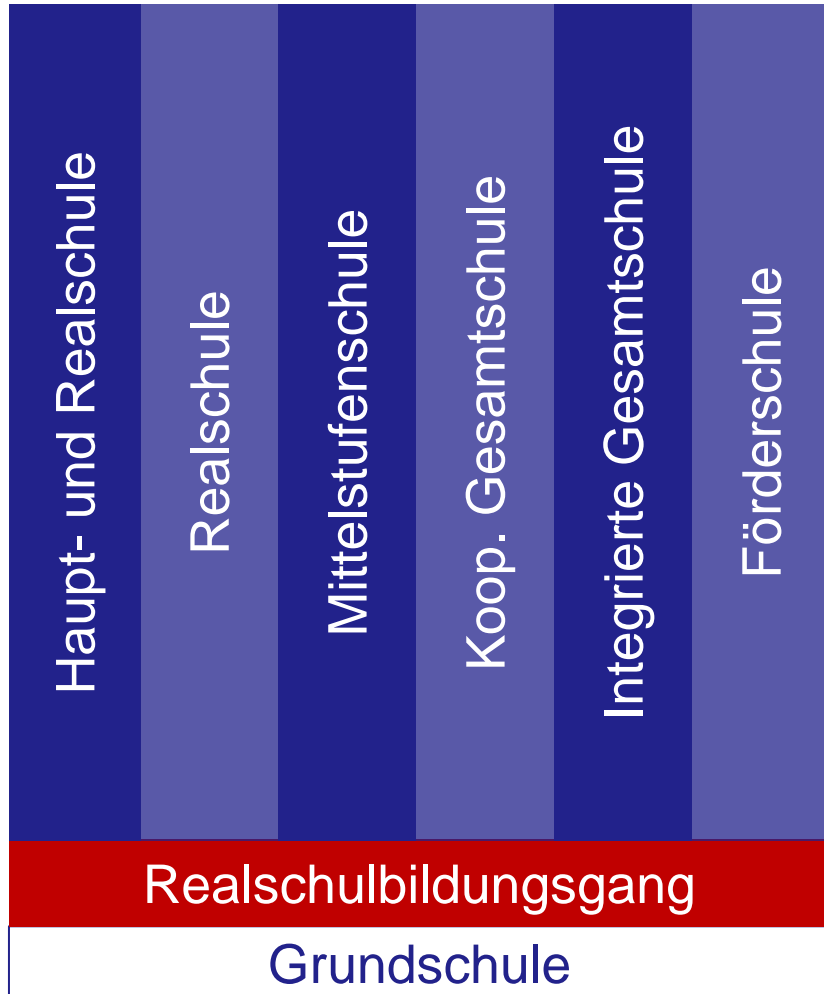 Haupt- und Realschule
Realschule
Mittelstufenschule
Koop. Gesamtschule
Integrierte Gesamtschule
Förderschule
Realschulbildungsgang
Grundschule